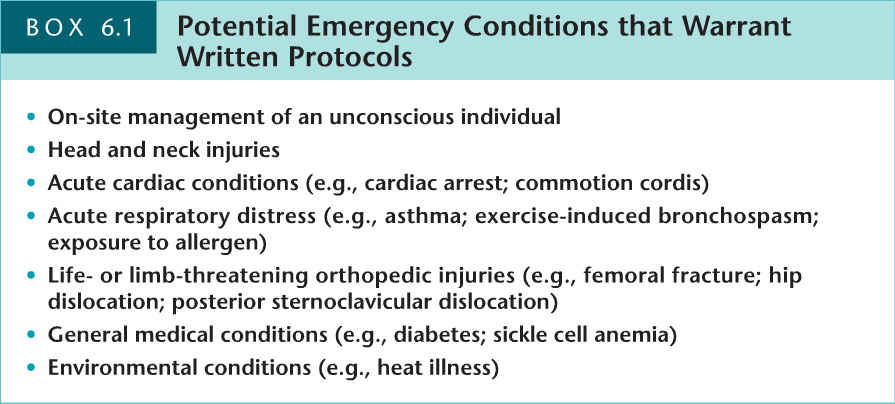 BOX 6.1
Potential Emergency Conditions that Warrant
Written Protocols
• On-site management of an unconscious individual
• Head and neck injuries
• Acute cardiac conditions (e.g., cardiac arrest; commotion cordis)
• Acute respiratory distress (e.g., asthma; exercise-induced bronchospasm;
exposure to allergen)
• Life- or limb-threatening orthopedic injuries (e.g., femoral fracture; hip
dislocation; posterior sternoclavicular dislocation)
• General medical conditions (e.g., diabetes; sickle cell anemia)
• Environmental conditions (e.g., heat illness)